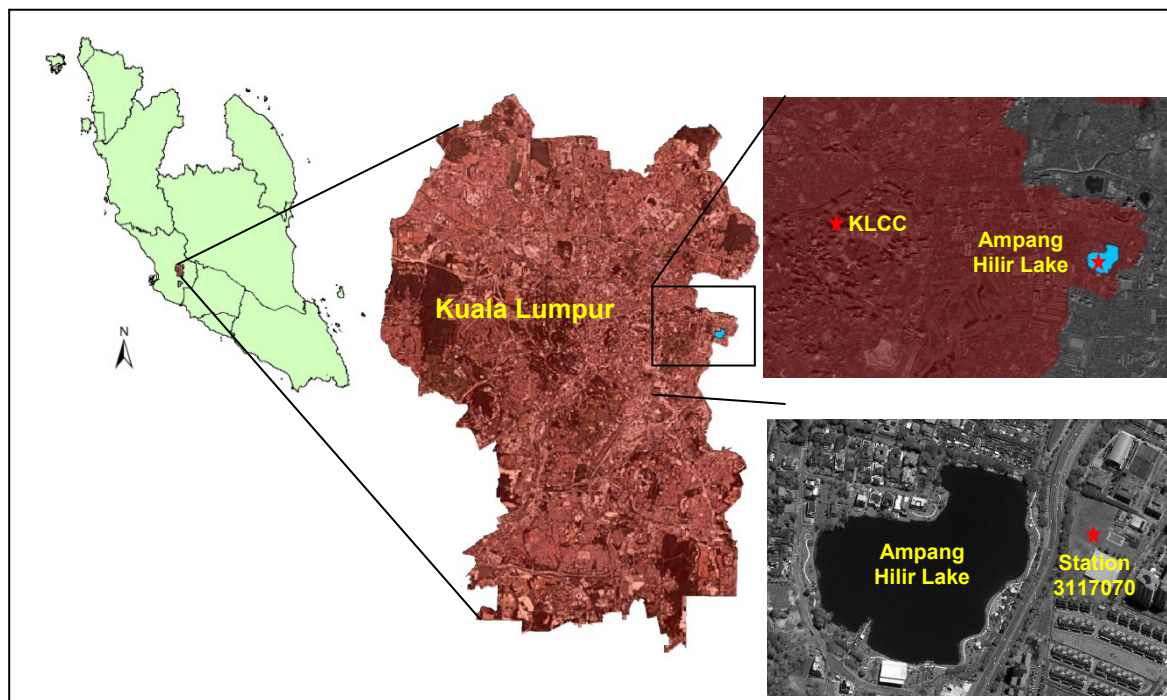 N
Kuala Lumpur
KLCC
Ampang
Hilir Lake
Ampang
Hilir Lake
Station
3117070